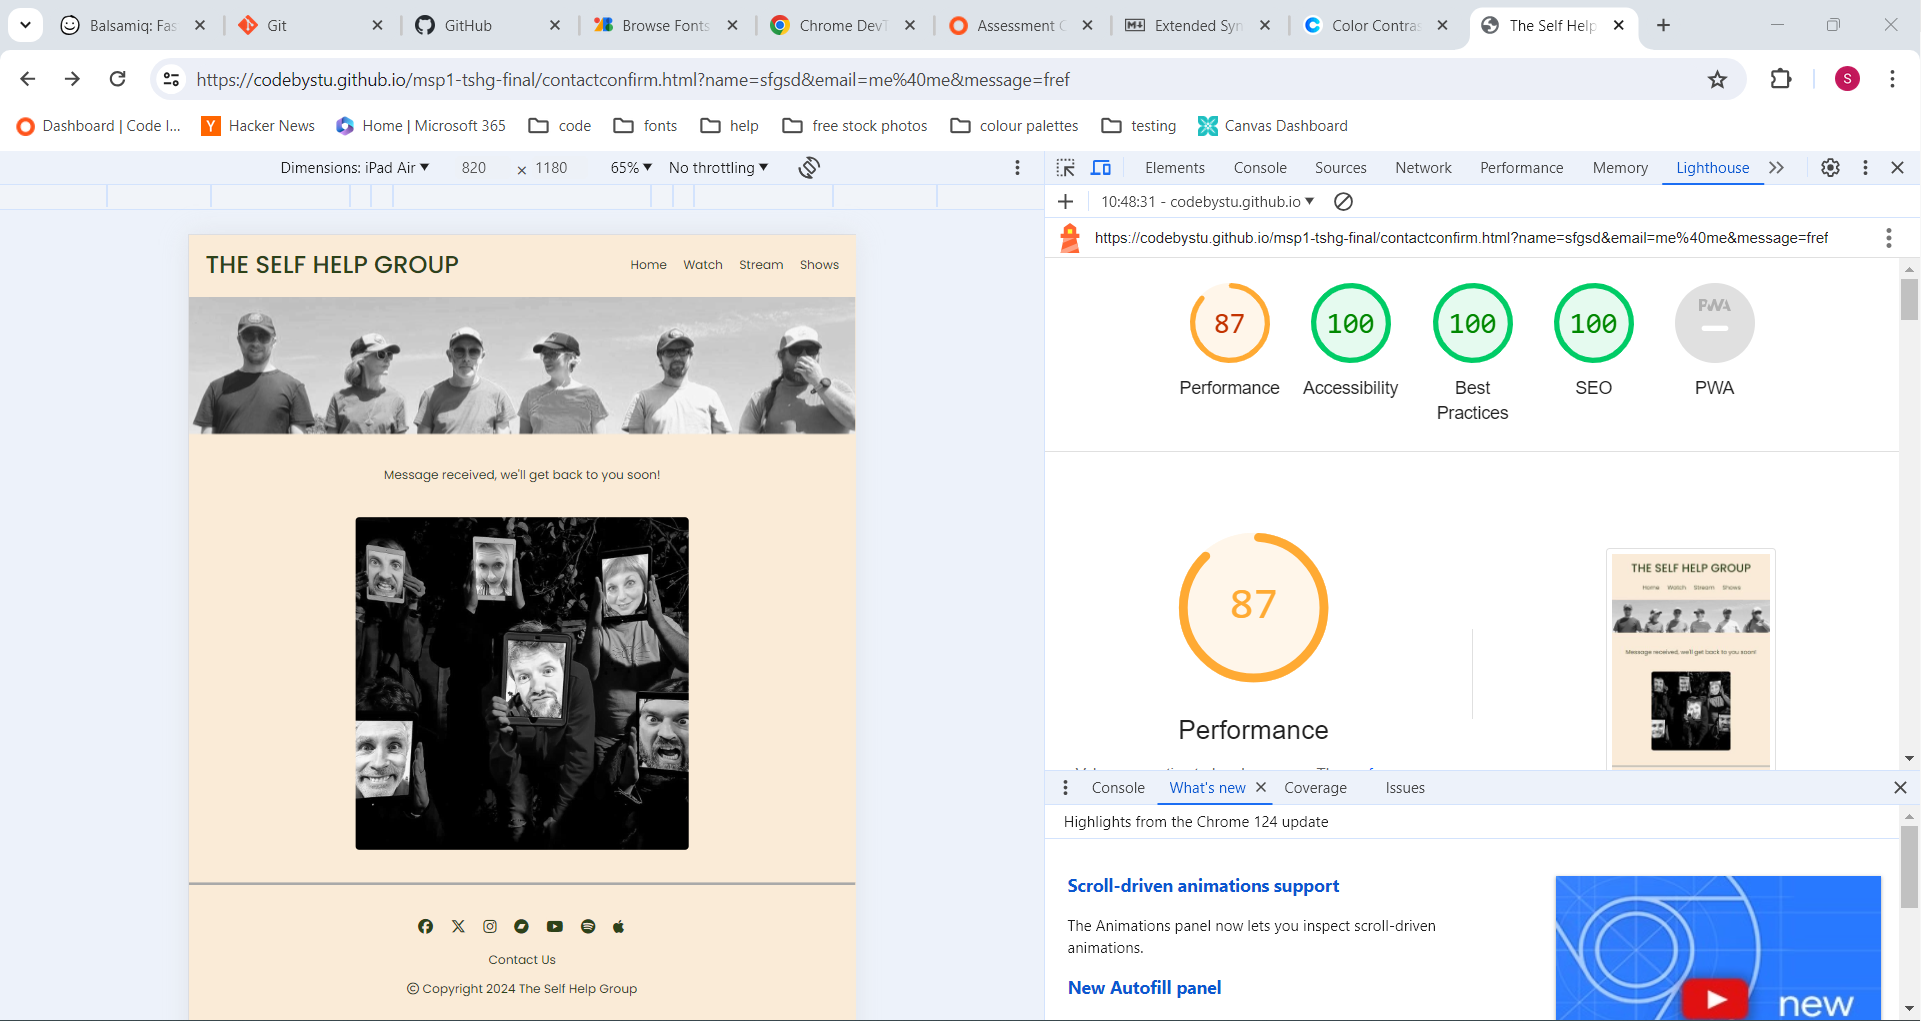 Balsamiq: Fas
Git
GitHub
Browse Fonts
Chrome DevT
Assessment G
Extended Syn
Color Contras
The Self Help
https://codebystu.github.io/msp1-tshg-final/contactconfirm.html?name=sfgsd&email=me%40me&message=fref
S
Dashboard | Code I...
Hacker News
Home | Microsoft 365
code
fonts
help
free stock photos
colour palettes
testing
Canvas Dashboard
Dimensions: iPad Air
820
×
1180
65%
No throttling
Elements
Console
Sources
Network
Performance
Memory
Lighthouse
10:48:31 - codebystu.github.io
https://codebystu.github.io/msp1-tshg-final/contactconfirm.html?name=sfgsd&email=me%40me&message=fref
THE SELF HELP GROUP
Home
Watch
Stream
Shows
Message received, we'll get back to you soon!
Contact Us
© Copyright 2024 The Self Help Group
87
100
100
100
PWA
Performance
Accessibility
Best
Practices
SEO
PWA
87
Performance
THE SELF HELP GROUP
Home
Watch
Stream
Shows
Message received, we'll get back to you soon!
Console
What's new
Coverage
Issues
Highlights from the Chrome 124 update
Scroll-driven animations support
The Animations panel now lets you inspect scroll-driven
animations.
New Autofill panel
new